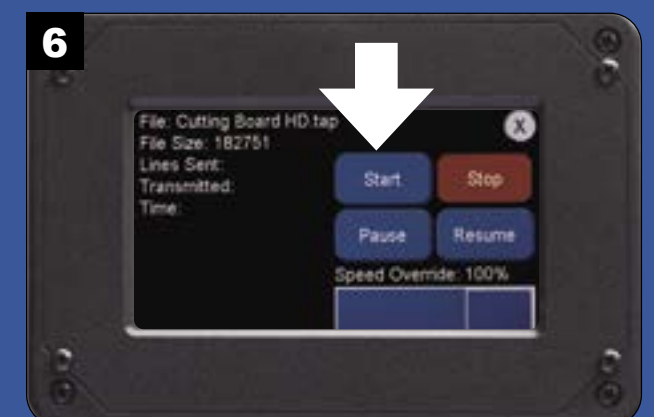 6
File: Cutting Board HD.tap
File Size: 182751
Lines Sent:
Transmitted:
Time:
X
Start
Stop
Pause
Resume
Speed Override: 100%